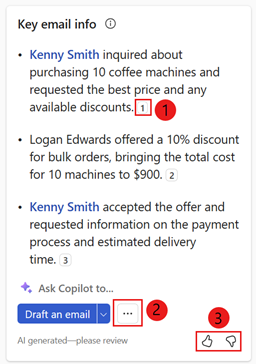 Key email info
• Kenny Smith inquired about
purchasing 10 coffee machines and
requested the best price and any
available discounts. 1
1
• Logan Edwards offered a 10% discount
for bulk orders, bringing the total cost
for 10 machines to $900. 2
• Kenny Smith accepted the offer and
requested information on the payment
process and estimated delivery
time. 3
Ask Copilot to...
Draft an email ... 2
3
AI generated—please review